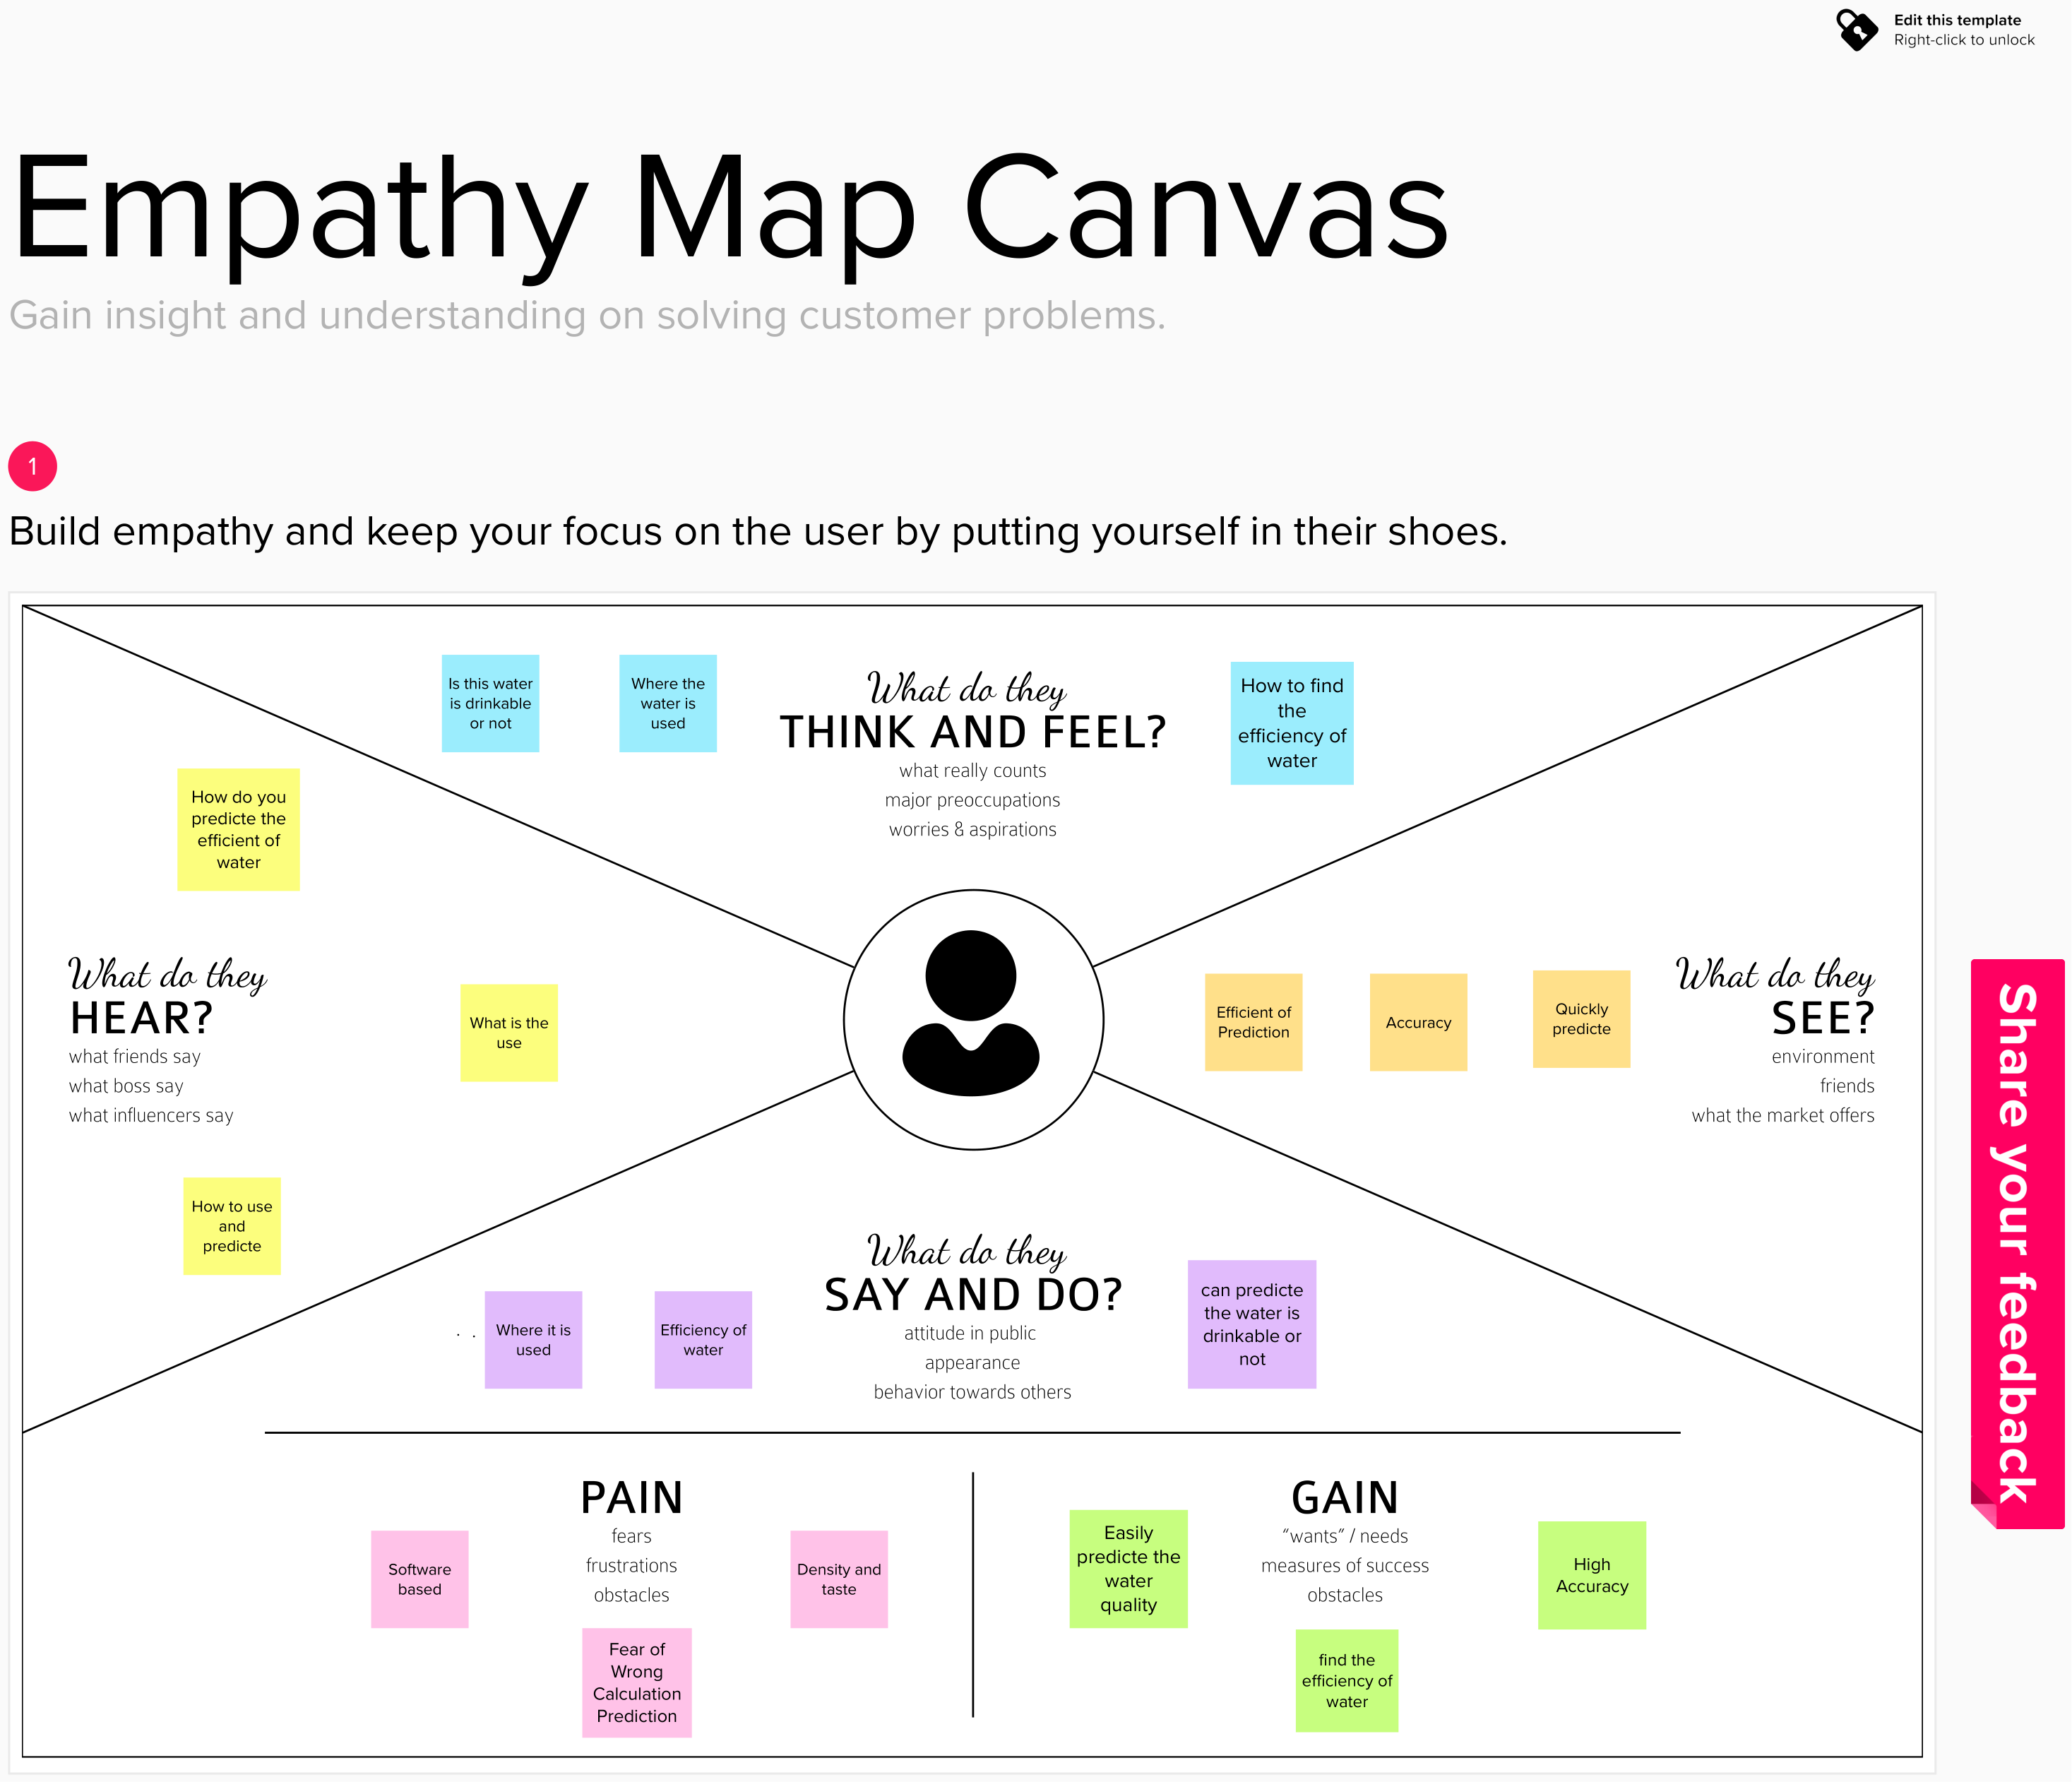 Edit this template
Right-click to unlock
Empathy Map Canvas
Gain insight and understanding on solving customer problems.
1
Build empathy and keep your focus on the user by putting yourself in their shoes.
Is this water
is drinkable
or not
Where the
water is
used
What do they
THINK AND FEEL?
what really counts
major preoccupations
worries & aspirations
How to find
the
efficiency of
water
How do you
predicte the
efficient of
water
What do they
HEAR?
what friends say
what boss say
what influencers say
What is the
use
How to use
and
predicte
Efficient of
Prediction
Accuracy
Quickly
predicte
What do they
SEE?
environment
friends
what the market offers
Share your feedback
Where it is
used
Efficiency of
water
What do they
SAY AND DO?
attitude in public
appearance
behavior towards others
can predicte
the water is
drinkable or
not
PAIN
fears
frustrations
obstacles
Software
based
Density and
taste
Fear of
Wrong
Calculation
Prediction
GAIN
“wants” / needs
measures of success
obstacles
Easily
predicte the
water
quality
High
Accuracy
find the
efficiency of
water